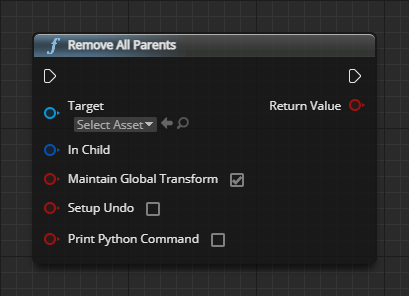 Remove All Parents
Target
Return Value
Select Asset
In Child
Maintain Global Transform
Setup Undo
Print Python Command